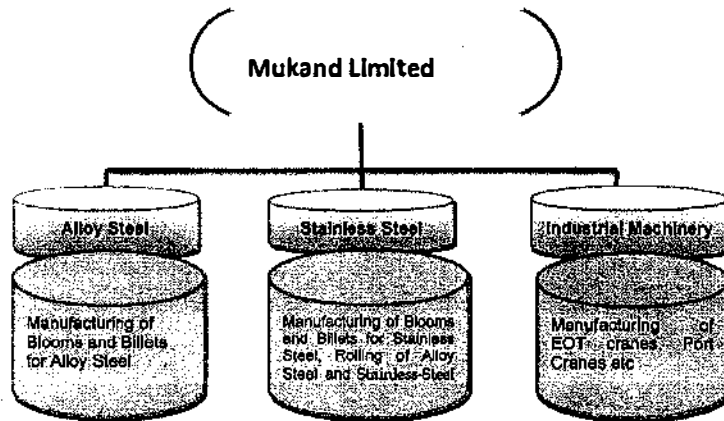 Mukand Limited
Alloy Steel
Stainless Steel
Industrial Machinery
Manufacturing of
Blooms and Billets
for Alloy Steel
Manufacturing of Blooms
and Billets for Stainless
Steel, Rolling of Alloy
Steel and Stainless-Steel
Manufacturing of
EOT cranes, Port
Cranes etc